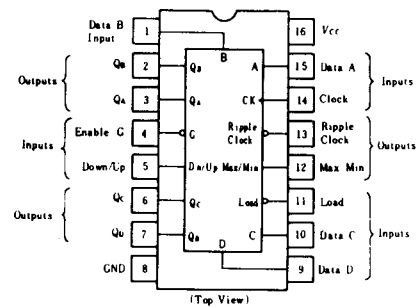 Data B
Input
1
16
Vcc
B
Outputs
QB
2
QB
A
15
Data A
Inputs
QA
3
QA
CK
14
Clock
Inputs
Enable G
4
G
Ripple
Clock
13
Ripple
Clock
Outputs
Down/Up
5
Dn/Up
Max/Min
12
Max Min
Outputs
QC
6
QC
Load
11
Load
Inputs
QD
7
QB
C
10
Data C
D
GND
8
9
Data D
(Top View)